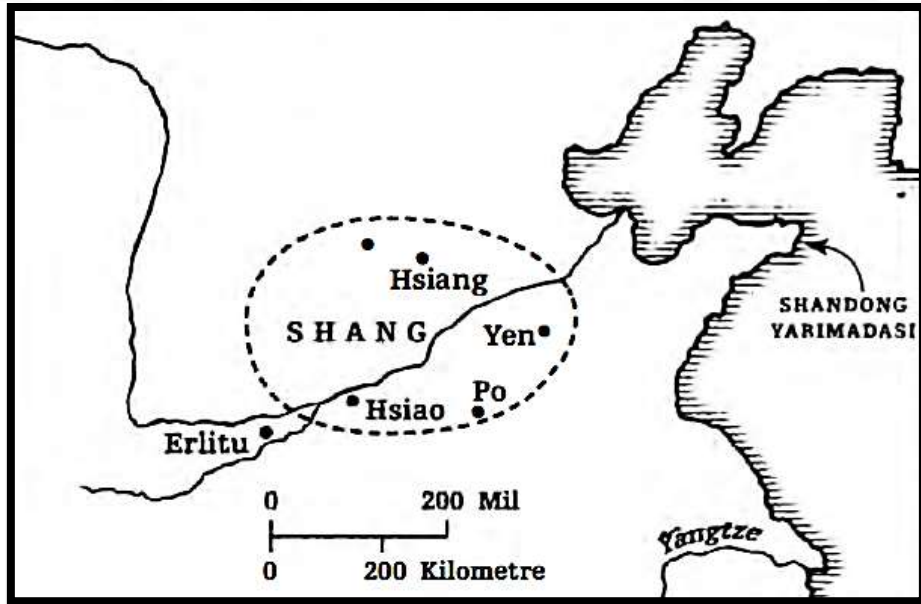 Hsiang
SHANG
SHANDONG
YARIMADASI
Yen
Po
Hsiao
Erlitu
0 200 Mil
0 200 Kilometre
Yangtze